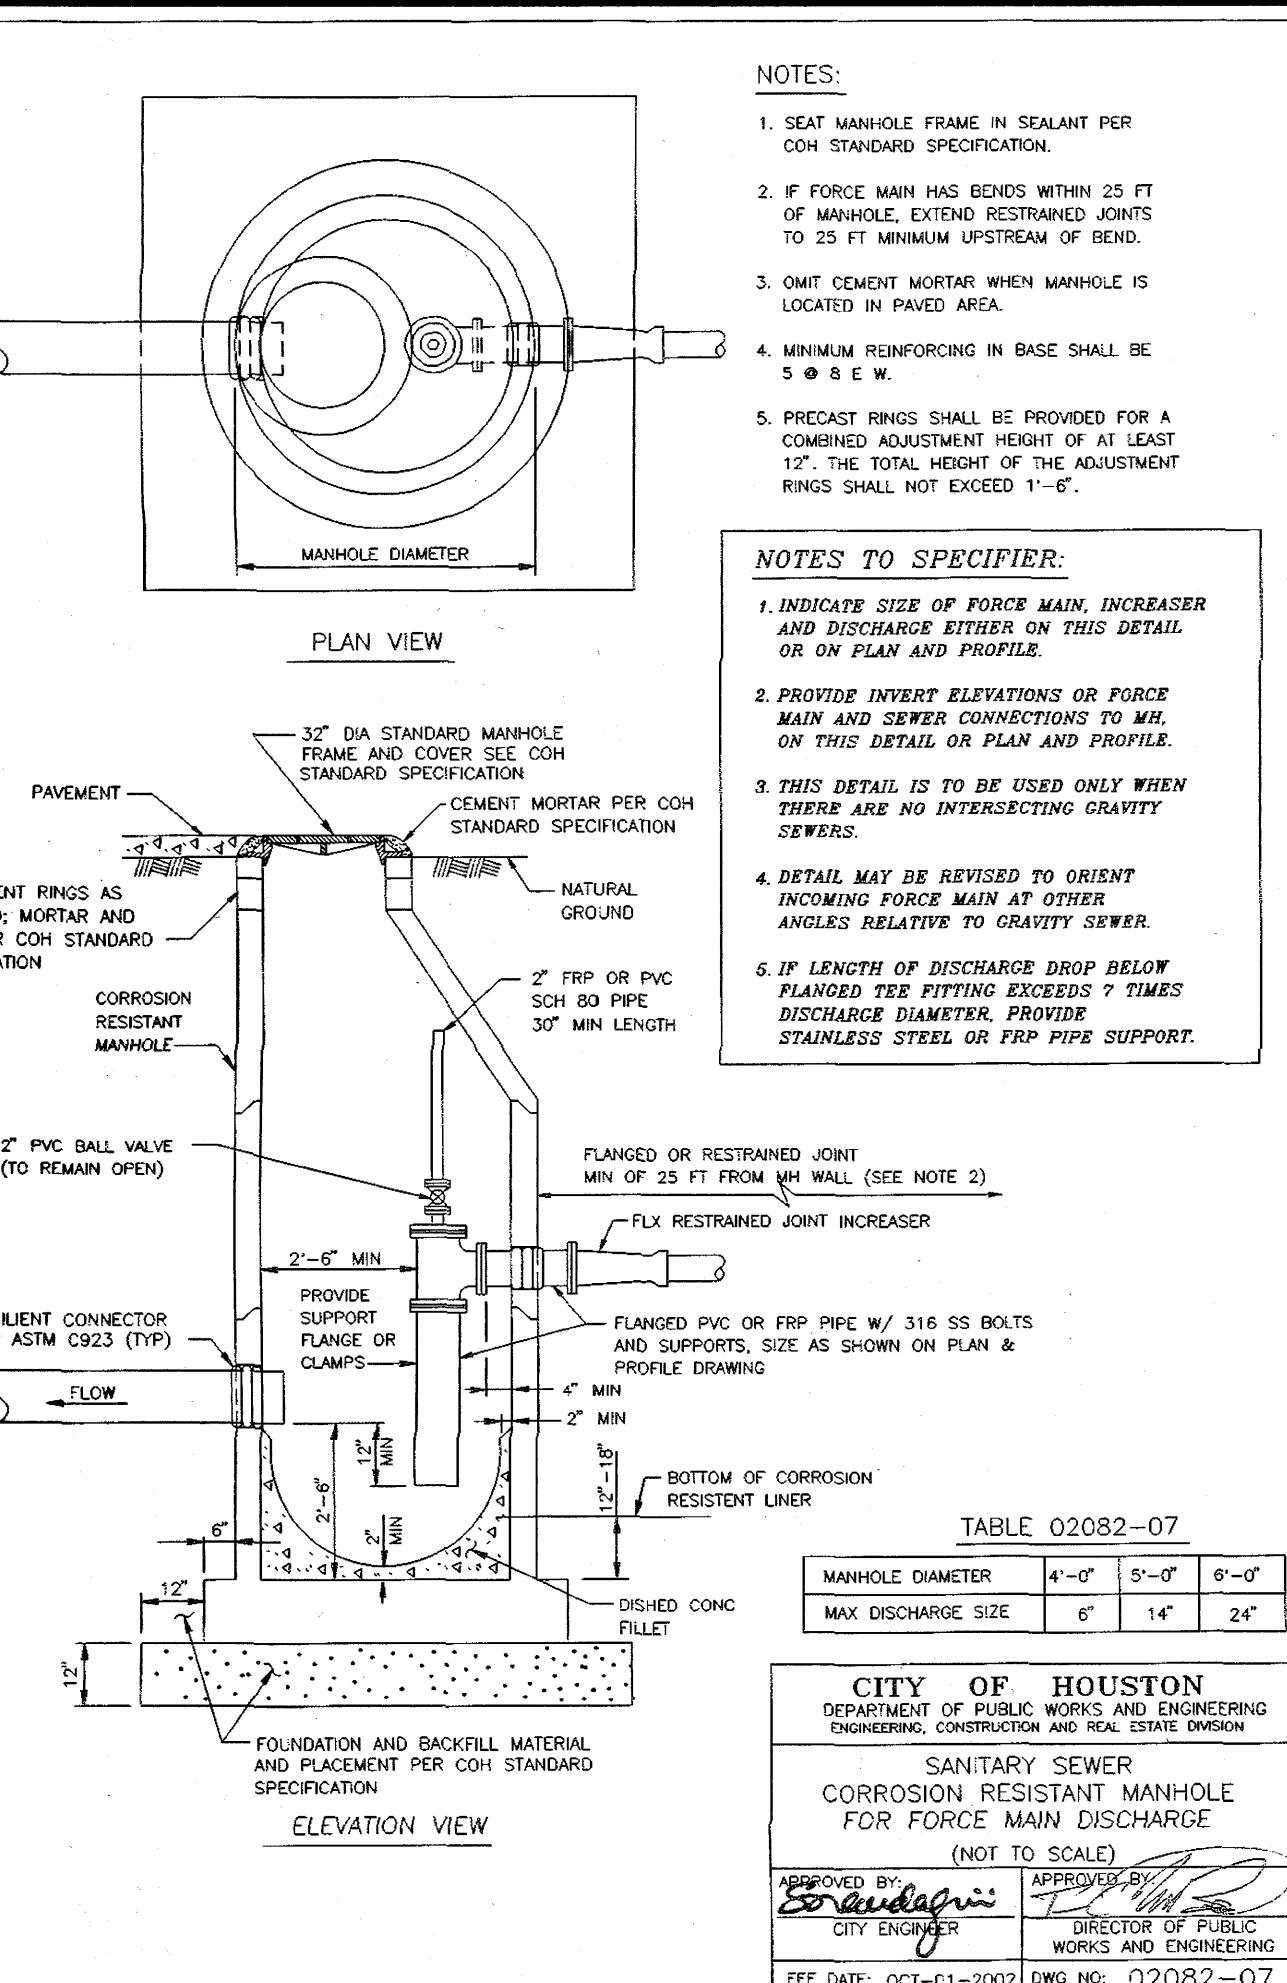 NOTES:
1. SEAT MANHOLE FRAME IN SEALANT PER
COH STANDARD SPECIFICATION.
2. IF FORCE MAIN HAS BENDS WITHIN 25 FT
OF MANHOLE, EXTEND RESTRAINED JOINTS
TO 25 FT MINIMUM UPSTREAM OF BEND.
3. OMIT CEMENT MORTAR WHEN MANHOLE IS
LOCATED IN PAVED AREA.
4. MINIMUM REINFORCING IN BASE SHALL BE
5 @ 8 E W.
5. PRECAST RINGS SHALL BE PROVIDED FOR A
COMBINED ADJUSTMENT HEIGHT OF AT LEAST
12". THE TOTAL HEIGHT OF THE ADJUSTMENT
RINGS SHALL NOT EXCEED 1'-6".
MANHOLE DIAMETER
PLAN VIEW
NOTES TO SPECIFIER:
1. INDICATE SIZE OF FORCE MAIN, INCREASER
AND DISCHARGE EITHER ON THIS DETAIL
OR ON PLAN AND PROFILE.
2. PROVIDE INVERT ELEVATIONS OR FORCE
MAIN AND SEWER CONNECTIONS TO MH,
ON THIS DETAIL OR PLAN AND PROFILE.
3. THIS DETAIL IS TO BE USED ONLY WHEN
THERE ARE NO INTERSECTING GRAVITY
SEWERS.
4. DETAIL MAY BE REVISED TO ORIENT
INCOMING FORCE MAIN AT OTHER
ANGLES RELATIVE TO GRAVITY SEWER.
5. IF LENGTH OF DISCHARGE DROP BELOW
FLANGED TEE FITTING EXCEEDS 7 TIMES
DISCHARGE DIAMETER, PROVIDE
STAINLESS STEEL OR FRP PIPE SUPPORT.
32" DIA STANDARD MANHOLE
FRAME AND COVER SEE COH
STANDARD SPECIFICATION
PAVEMENT
CEMENT MORTAR PER COH
STANDARD SPECIFICATION
NATURAL
GROUND
ENT RINGS AS
D; MORTAR AND
R COH STANDARD
ATION
2" FRP OR PVC
SCH 80 PIPE
30" MIN LENGTH
CORROSION
RESISTANT
MANHOLE
2" PVC BALL VALVE
(TO REMAIN OPEN)
FLANGED OR RESTRAINED JOINT
MIN OF 25 FT FROM MH WALL (SEE NOTE 2)
FLX RESTRAINED JOINT INCREASER
2'-6" MIN
PROVIDE
SUPPORT
FLANGE OR
CLAMPS
ILIENT CONNECTOR
ASTM C923 (TYP)
FLANGED PVC OR FRP PIPE W/ 316 SS BOLTS
AND SUPPORTS, SIZE AS SHOWN ON PLAN &
PROFILE DRAWING
FLOW
4" MIN
2" MIN
12" MIN
2'-6"
2" MIN
12"-18"
BOTTOM OF CORROSION
RESISTENT LINER
6"
12"
DISHED CONC
FILLET
12"
FOUNDATION AND BACKFILL MATERIAL
AND PLACEMENT PER COH STANDARD
SPECIFICATION
ELEVATION VIEW
TABLE 02082-07
MANHOLE DIAMETER 4'-0" 5'-0" 6'-0"
MAX DISCHARGE SIZE 6" 14" 24"
CITY OF HOUSTON
DEPARTMENT OF PUBLIC WORKS AND ENGINEERING
ENGINEERING, CONSTRUCTION AND REAL ESTATE DIVISION
SANITARY SEWER
CORROSION RESISTANT MANHOLE
FOR FORCE MAIN DISCHARGE
(NOT TO SCALE)
APPROVED BY:
CITY ENGINEER
APPROVED BY:
DIRECTOR OF PUBLIC
WORKS AND ENGINEERING
EFF DATE: OCT-01-2002
DWG NO: 02082-07